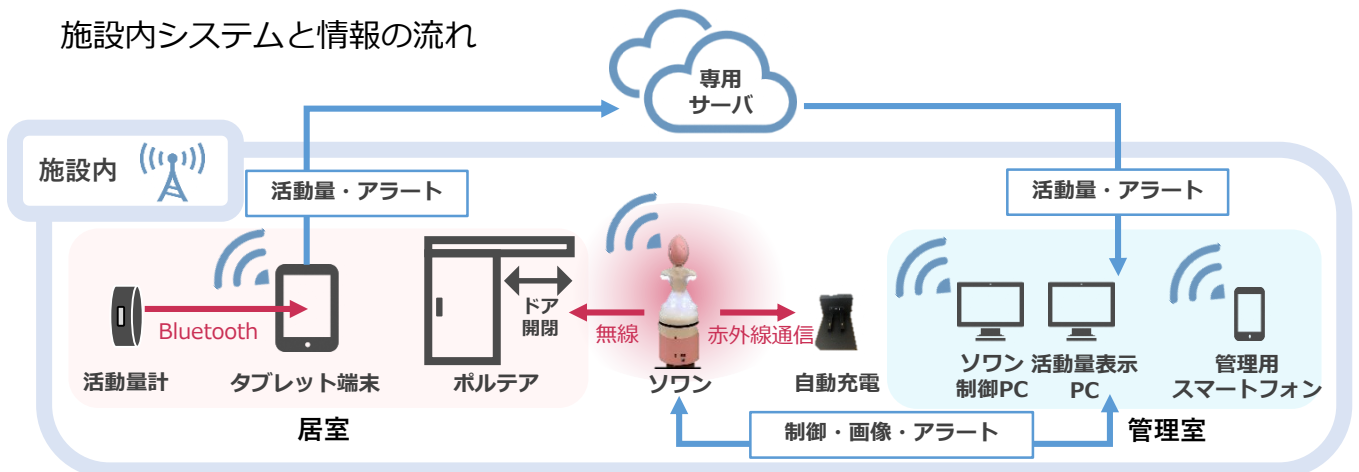 施設内システムと情報の流れ
専用
サーバ
施設内
活動量・アラート
活動量・アラート
Bluetooth
ドア
開閉
無線
赤外線通信
活動量計
タブレット端末
ポルテア
ソワン
自動充電
ソワン
制御PC
活動量表示
PC
管理用
スマートフォン
居室
制御・画像・アラート
管理室